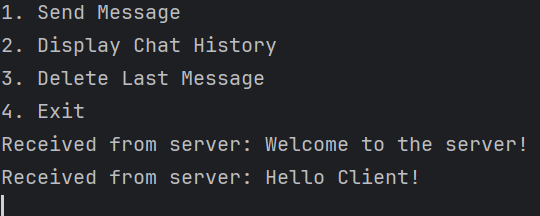 1. Send Message
2. Display Chat History
3. Delete Last Message
4. Exit
Received from server: Welcome to the server!
Received from server: Hello Client!